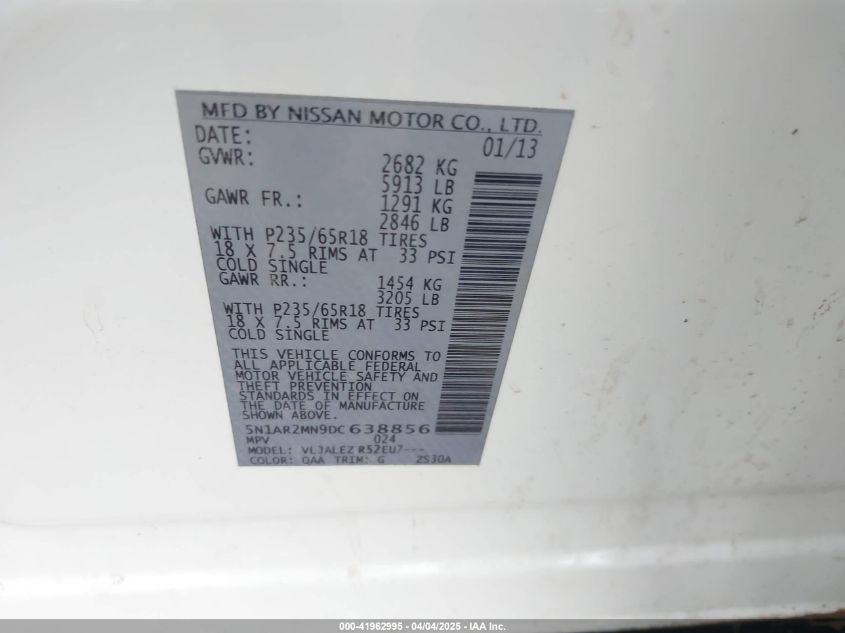 MFD BY NISSAN MOTOR CO., LTD.
DATE: 01/13
GVWR: 2682 KG
5913 LB
GAWR FR.: 1291 KG
2846 LB
WITH P235/65R18 TIRES
18 X 7.5 RIMS AT 33 PSI
COLD SINGLE
GAWR RR.: 1454 KG
3205 LB
WITH P235/65R18 TIRES
18 X 7.5 RIMS AT 33 PSI
COLD SINGLE
THIS VEHICLE CONFORMS TO
ALL APPLICABLE FEDERAL
MOTOR VEHICLE SAFETY AND
THEFT PREVENTION
STANDARDS IN EFFECT ON
THE DATE OF MANUFACTURE
SHOWN ABOVE.
5N1AR2MN9DC638856
MPV 024
MODEL: VLJALEZ R52EU7---
COLOR: QAA TRIM: G ZS30A
000-41962995 - 04/04/2025 - IAA Inc.